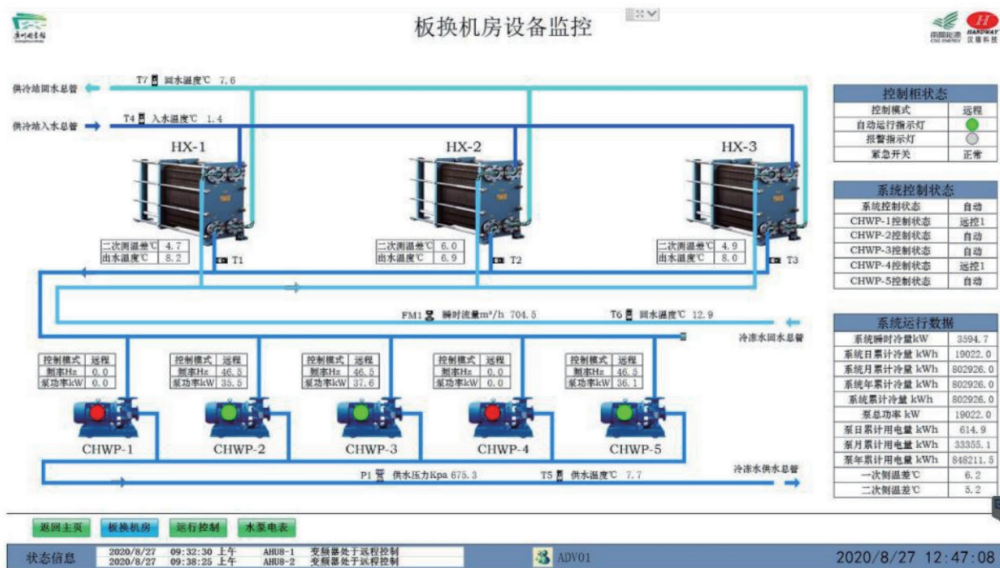 板换机房设备监控
广州图书馆
南网能源
CSG ENERGY
HARDWAY
汉维科技
T7 回水温度℃ 7.6
供冷站回水总管
T4 入水温度℃ 1.4
供冷站入水总管
HX-1
HX-2
HX-3
二次测温差℃ 4.7
出水温度℃ 8.2
T1
二次测温差℃ 6.0
出水温度℃ 6.9
T2
二次测温差℃ 4.9
出水温度℃ 8.0
T3
FM1 瞬时流量m³/h 704.5
T6 回水温度℃ 12.9
冷冻水回水总管
控制模式 远程
频率Hz 0.0
泵功率kW 0.0
CHWP-1
控制模式 远程
频率Hz 46.5
泵功率kW 35.5
CHWP-2
控制模式 远程
频率Hz 46.5
泵功率kW 37.6
CHWP-3
控制模式 远程
频率Hz 0.0
泵功率kW 0.0
CHWP-4
控制模式 远程
频率Hz 46.5
泵功率kW 36.1
CHWP-5
P1 供水压力Kpa 675.3
T5 供水温度℃ 7.7
冷冻水供水总管
控制柜状态
控制模式 远程
自动运行指示灯
报警指示灯
紧急开关 正常
系统控制状态
系统控制状态 自动
CHWP-1控制状态 远控1
CHWP-2控制状态 自动
CHWP-3控制状态 自动
CHWP-4控制状态 远控1
CHWP-5控制状态 自动
系统运行数据
系统瞬时冷量kW 3594.7
系统日累计冷量 kWh 19022.0
系统月累计冷量 kWh 802926.0
系统年累计冷量 kWh 802926.0
系统累计冷量 kWh 802926.0
泵总功率 kW 19022.0
泵日累计用电量 kWh 614.9
泵月累计用电量 kWh 33355.1
泵年累计用电量 kWh 848211.5
一次侧温差℃ 6.2
二次侧温差℃ 5.2
返回主页
板换机房
运行控制
水泵电表
状态信息
2020/8/27 09:32:30 上午 AHU8-1 变频器处于远程控制
2020/8/27 09:38:25 上午 AHU8-2 变频器处于远程控制
ADV01
2020/8/27 12:47:08